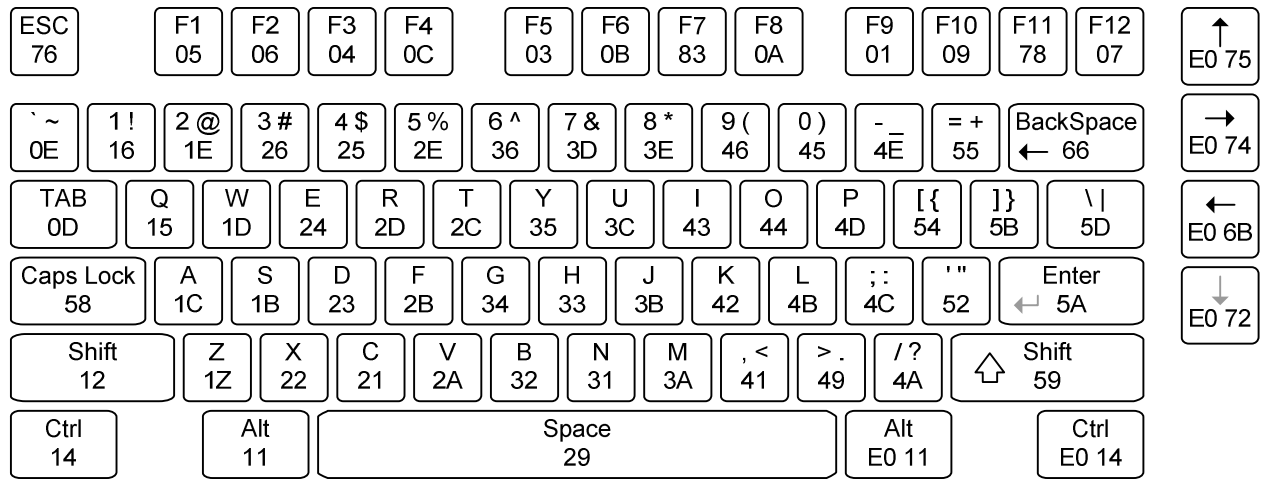 ESC F1 F2 F3 F4 F5 F6 F7 F8 F9 F10 F11 F12 ↑
76 05 06 04 0C 03 0B 83 0A 01 09 78 07 E0 75
` ~ 1 ! 2 @ 3 # 4 $ 5 % 6 ^ 7 & 8 * 9 ( 0 ) - _ = + BackSpace →
0E 16 1E 26 25 2E 36 3D 3E 46 45 4E 55 ← 66 E0 74
TAB Q W E R T Y U I O P [ { ] } \ | ←
0D 15 1D 24 2D 2C 35 3C 43 44 4D 54 5B 5D E0 6B
Caps Lock A S D F G H J K L ; : ' " Enter ↓
58 1C 1B 23 2B 34 33 3B 42 4B 4C 52 ↵ 5A E0 72
Shift Z X C V B N M , < > . / ? ⇧ Shift
12 1Z 22 21 2A 32 31 3A 41 49 4A 59
Ctrl Alt Space Alt Ctrl
14 11 29 E0 11 E0 14